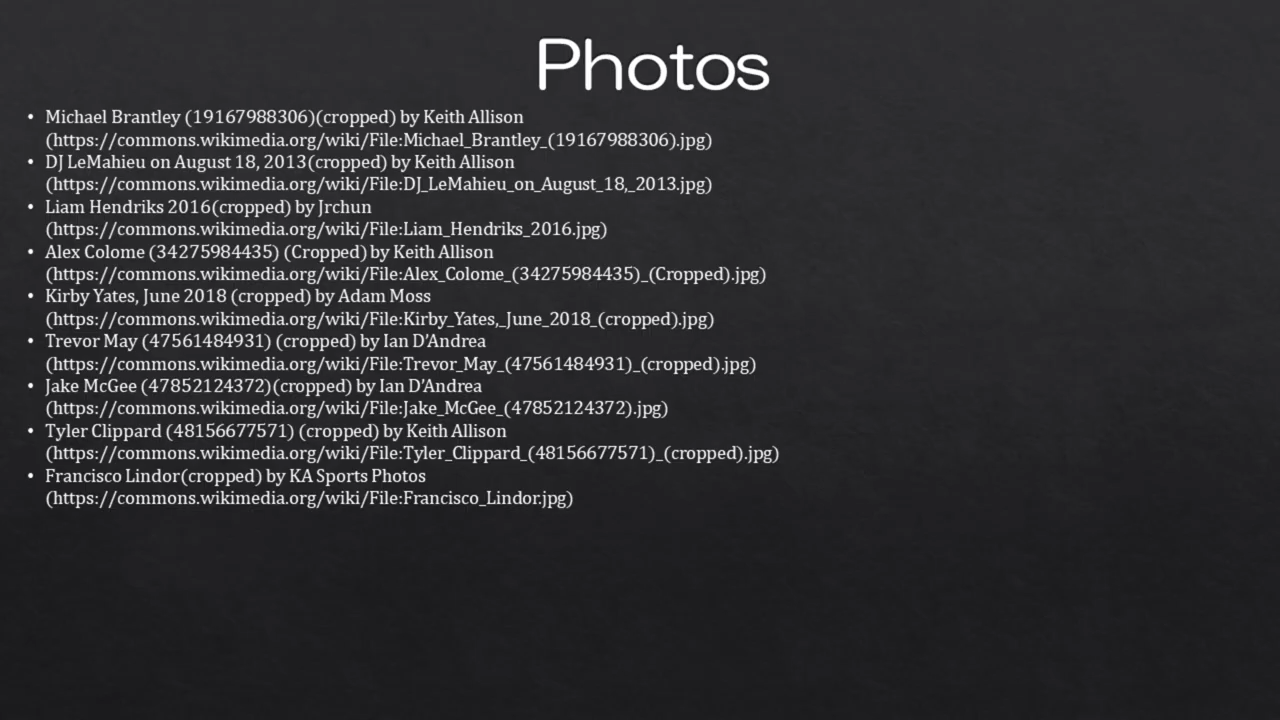 Photos
• Michael Brantley (19167988306)(cropped) by Keith Allison
(https://commons.wikimedia.org/wiki/File:Michael_Brantley_(19167988306).jpg)
• DJ LeMahieu on August 18, 2013(cropped) by Keith Allison
(https://commons.wikimedia.org/wiki/File:DJ_LeMahieu_on_August_18,_2013.jpg)
• Liam Hendriks 2016(cropped) by Jrchun
(https://commons.wikimedia.org/wiki/File:Liam_Hendriks_2016.jpg)
• Alex Colome (34275984435) (Cropped) by Keith Allison
(https://commons.wikimedia.org/wiki/File:Alex_Colome_(34275984435)_(Cropped).jpg)
• Kirby Yates, June 2018 (cropped) by Adam Moss
(https://commons.wikimedia.org/wiki/File:Kirby_Yates,_June_2018_(cropped).jpg)
• Trevor May (47561484931) (cropped) by Ian D’Andrea
(https://commons.wikimedia.org/wiki/File:Trevor_May_(47561484931)_(cropped).jpg)
• Jake McGee (47852124372)(cropped) by Ian D’Andrea
(https://commons.wikimedia.org/wiki/File:Jake_McGee_(47852124372).jpg)
• Tyler Clippard (48156677571) (cropped) by Keith Allison
(https://commons.wikimedia.org/wiki/File:Tyler_Clippard_(48156677571)_(cropped).jpg)
• Francisco Lindor(cropped) by KA Sports Photos
(https://commons.wikimedia.org/wiki/File:Francisco_Lindor.jpg)